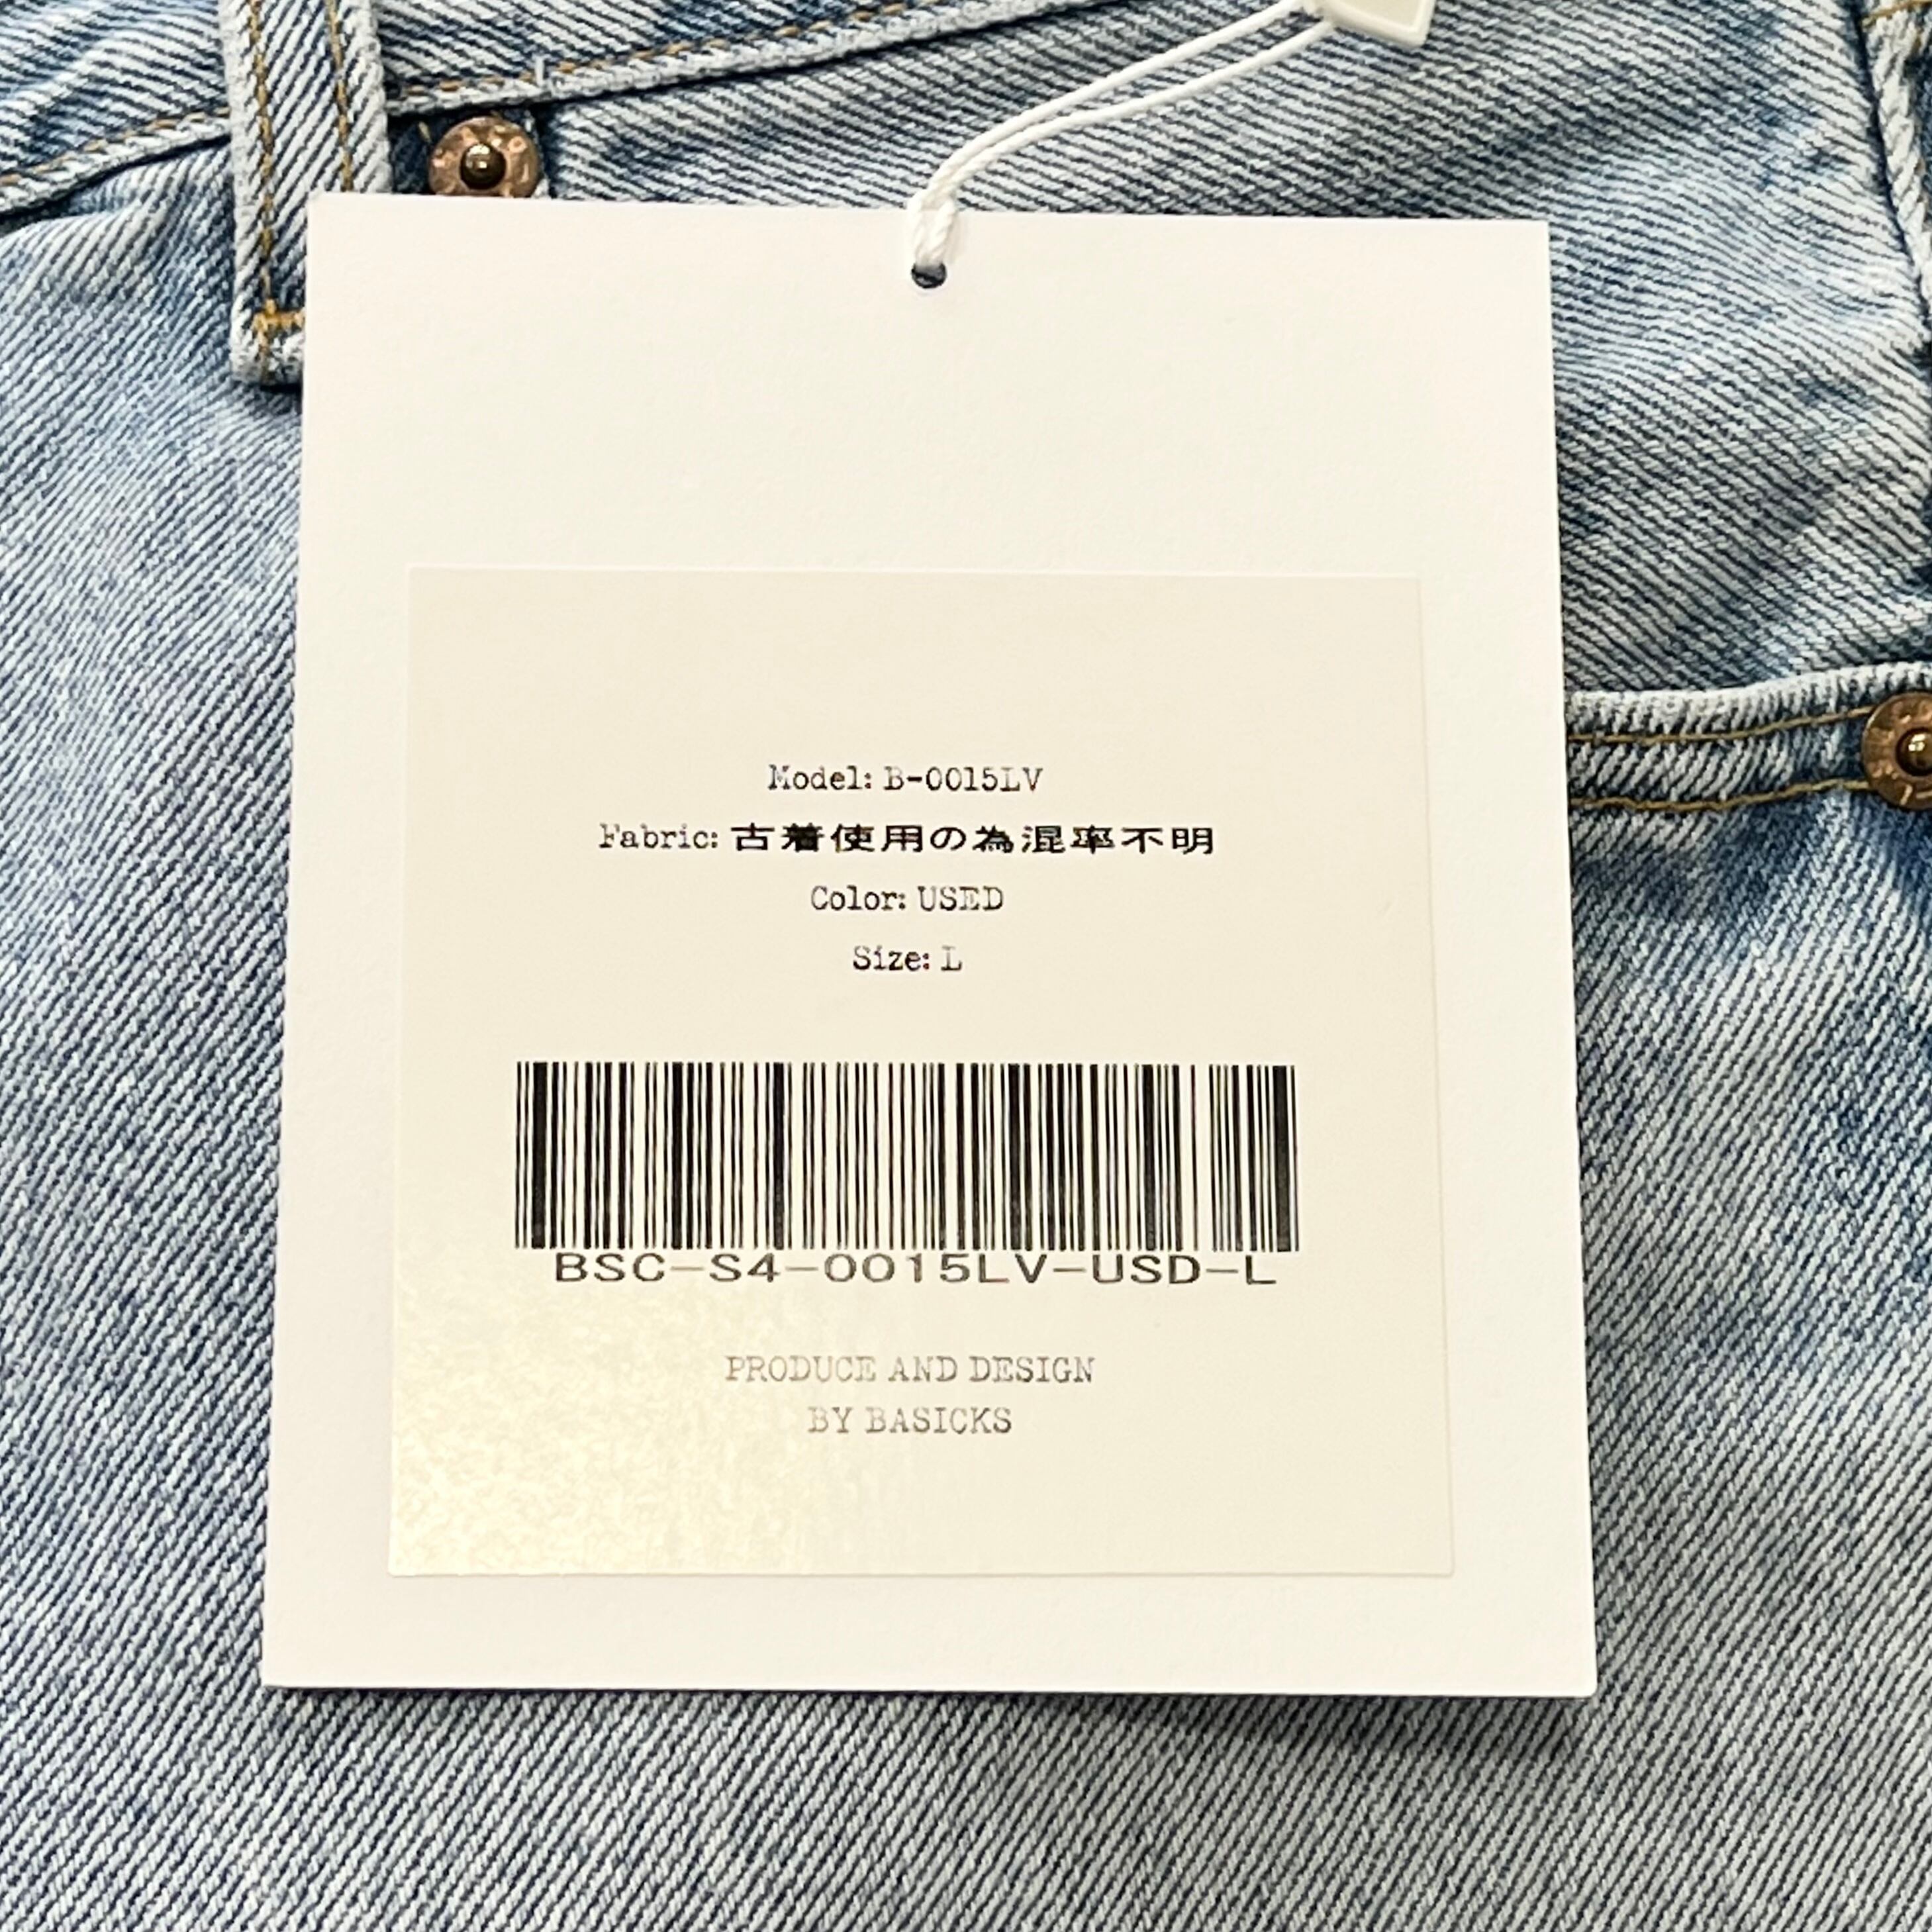 Model: B-0015LV
Fabric: 古着使用の為混率不明
Color: USED
Size: L
BSC-S4-0015LV-USD-L
PRODUCE AND DESIGN
BY BASICKS